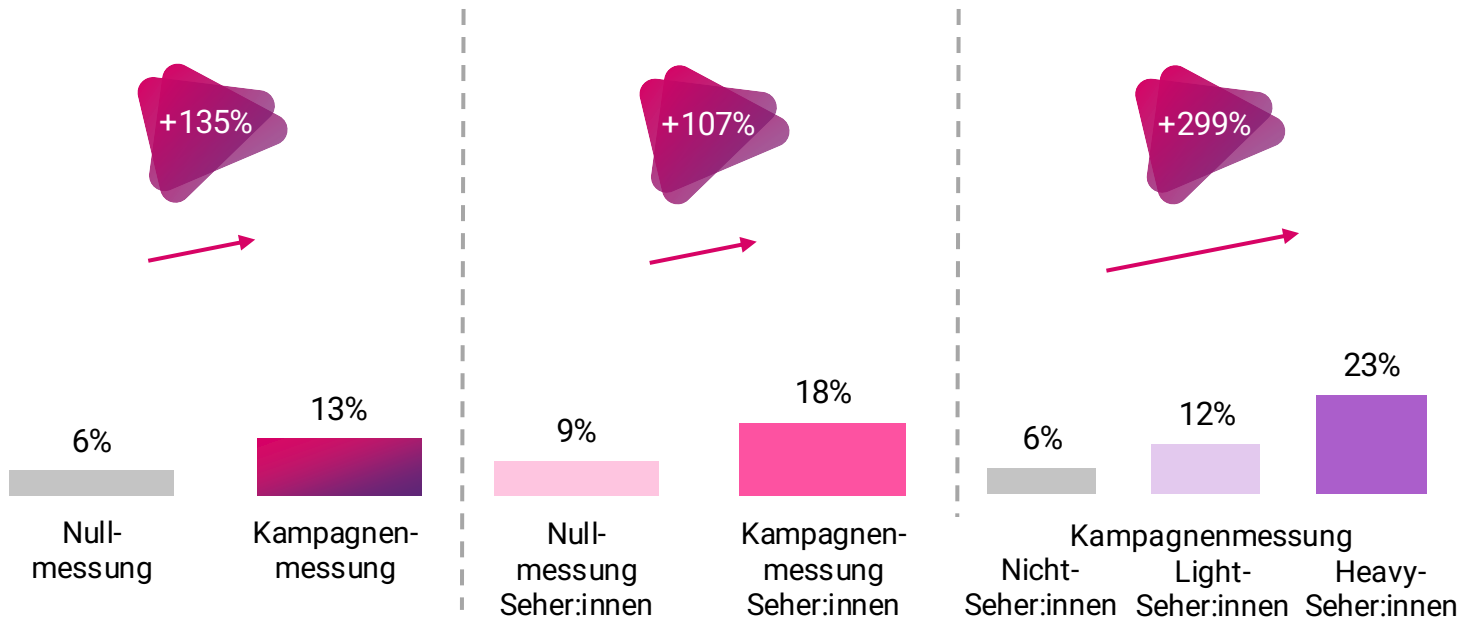 +135%
6%
13%
Null-
messung
Kampagnen-
messung
+107%
9%
18%
Null-
messung
Seher:innen
Kampagnen-
messung
Seher:innen
+299%
6%
12%
23%
Kampagnenmessung
Nicht-
Seher:innen
Light-
Seher:innen
Heavy-
Seher:innen